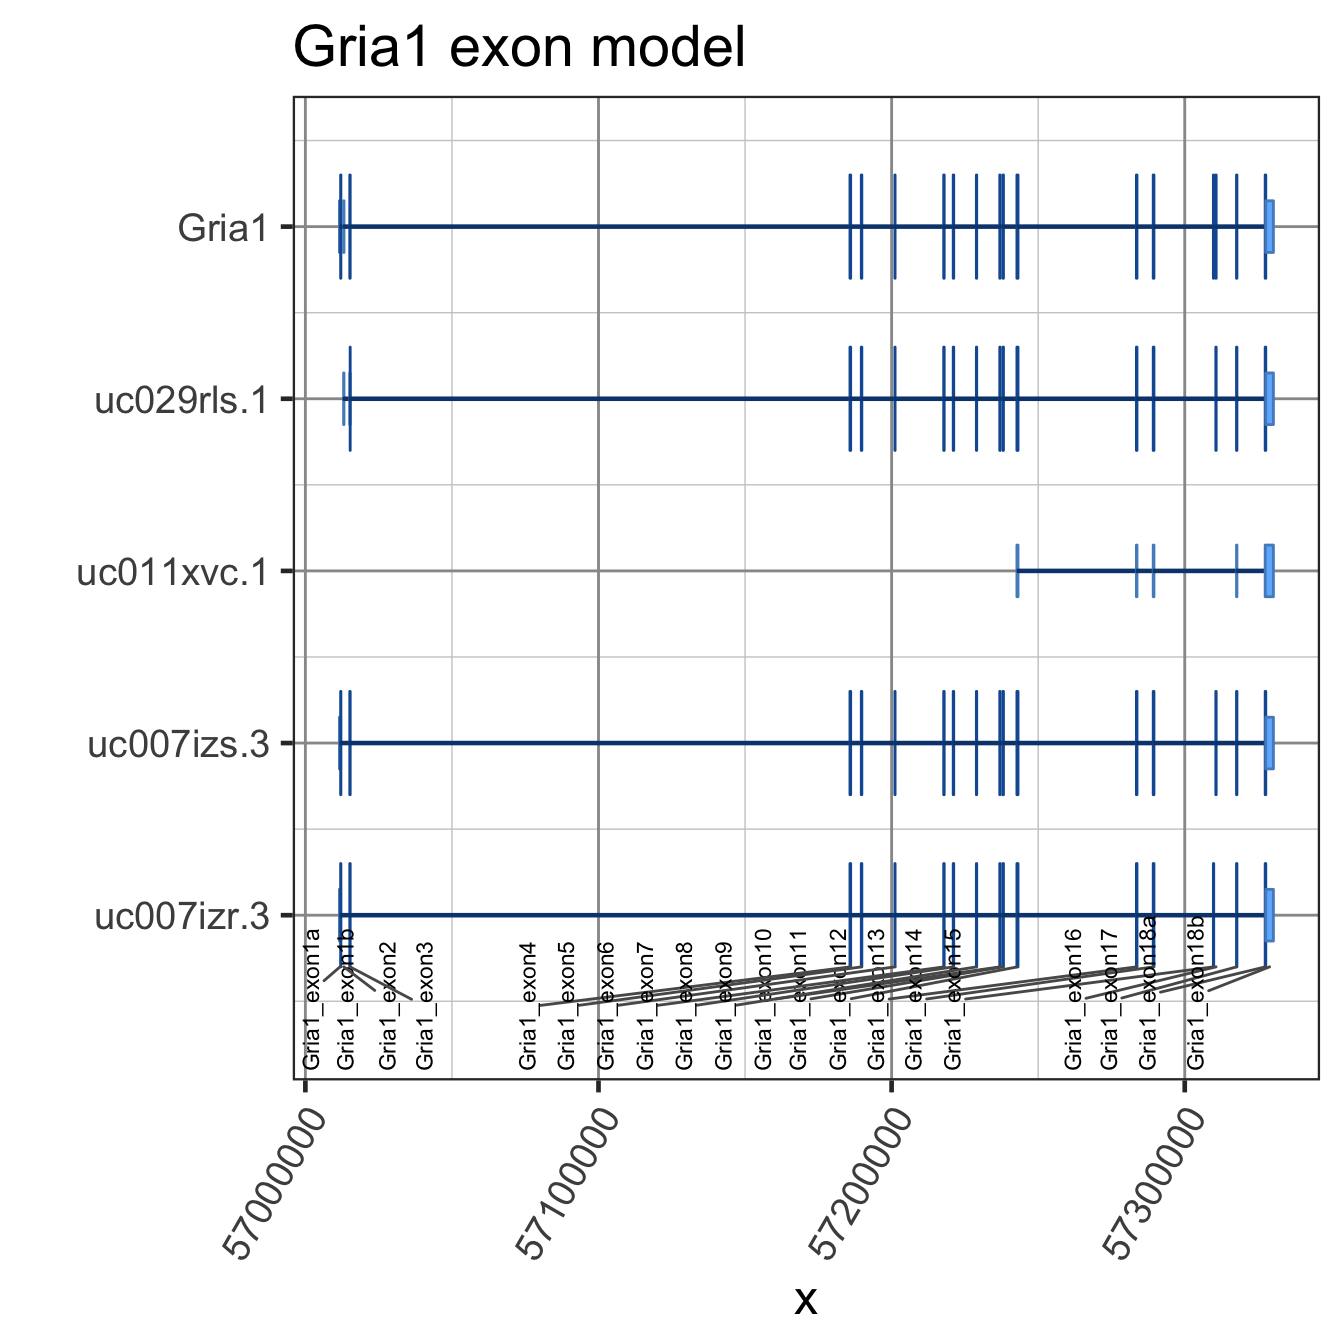 Gria1 exon model
Gria1
uc029rls.1
uc011xvc.1
uc007izs.3
uc007izr.3
Gria1_exon1a
Gria1_exon1b
Gria1_exon2
Gria1_exon3
Gria1_exon4
Gria1_exon5
Gria1_exon6
Gria1_exon7
Gria1_exon8
Gria1_exon9
Gria1_exon10
Gria1_exon11
Gria1_exon12
Gria1_exon13
Gria1_exon14
Gria1_exon15
Gria1_exon16
Gria1_exon17
Gria1_exon18a
Gria1_exon18b
57000000
57100000
57200000
57300000
x